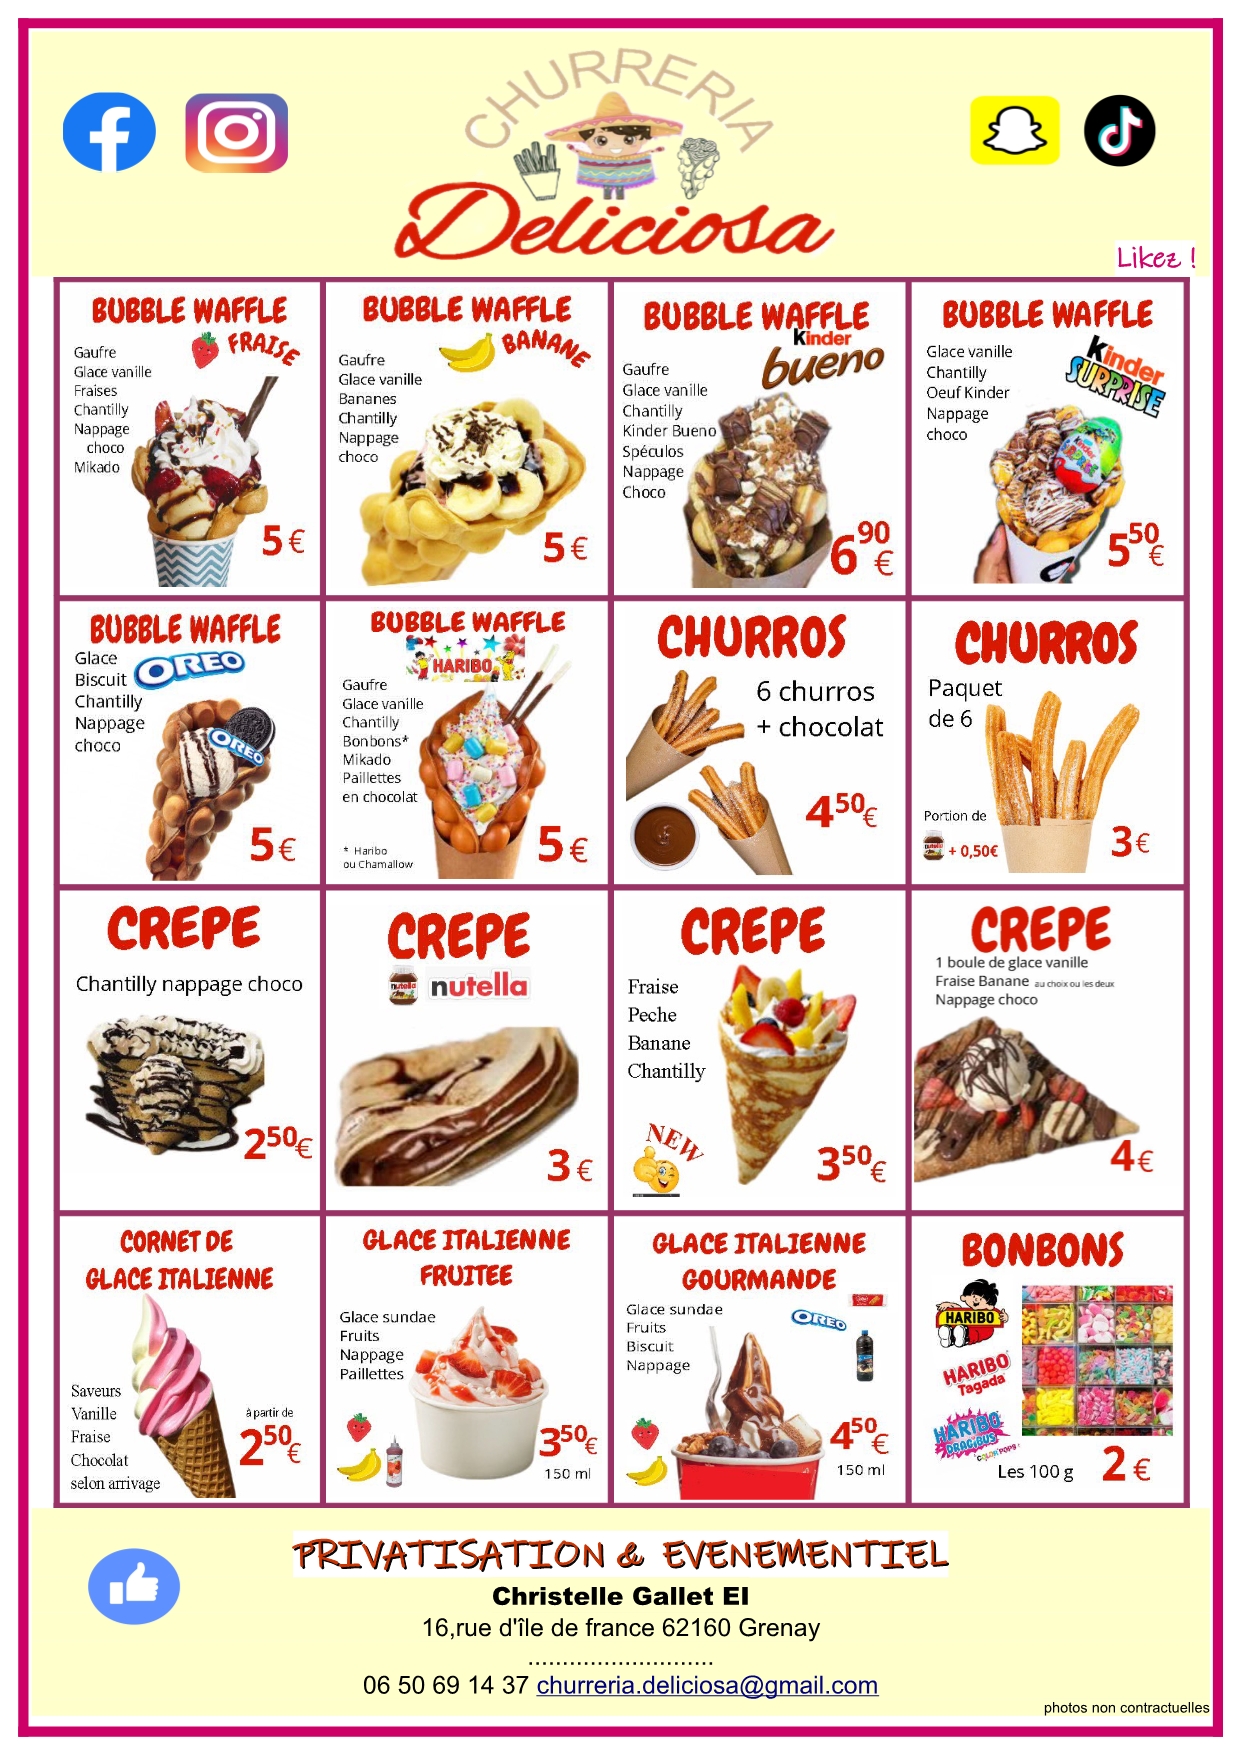 CHURRERIA
Deliciosa
Likez !
BUBBLE WAFFLE
FRAISE
Gaufre
Glace vanille
Fraises
Chantilly
Nappage
choco
Mikado
5 €
BUBBLE WAFFLE
BANANE
Gaufre
Glace vanille
Bananes
Chantilly
Nappage
choco
5 €
BUBBLE WAFFLE
Kinder
bueno
Gaufre
Glace vanille
Chantilly
Kinder Bueno
Spéculos
Nappage
Choco
6 90 €
BUBBLE WAFFLE
Kinder
SURPRISE
Glace vanille
Chantilly
Oeuf Kinder
Nappage
choco
5 50 €
BUBBLE WAFFLE
OREO
Glace
Biscuit
Chantilly
Nappage
choco
OREO
5 €
BUBBLE WAFFLE
HARIBO
Gaufre
Glace vanille
Chantilly
Bonbons*
Mikado
Paillettes
en chocolat
* Haribo
ou Chamallow
5 €
CHURROS
6 churros
+ chocolat
4 50 €
CHURROS
Paquet
de 6
Portion de
nutella
+ 0,50€
3 €
CREPE
Chantilly nappage choco
2 50 €
CREPE
nutella nutella
3 €
CREPE
Fraise
Peche
Banane
Chantilly
NEW
3 50 €
CREPE
1 boule de glace vanille
Fraise Banane au choix ou les deux
Nappage choco
4 €
CORNET DE
GLACE ITALIENNE
Saveurs
Vanille
Fraise
Chocolat
selon arrivage
à partir de
2 50 €
GLACE ITALIENNE
FRUITEE
Glace sundae
Fruits
Nappage
Paillettes
3 50 €
150 ml
GLACE ITALIENNE
GOURMANDE
Glace sundae
Fruits
Biscuit
Nappage
OREO
4 50 €
150 ml
BONBONS
HARIBO
HARIBO
Tagada
HARIBO
DRAGIBUS
COLOR POPS !
Les 100 g
2 €
PRIVATISATION & EVENEMENTIEL
Christelle Gallet EI
16,rue d'île de france 62160 Grenay
...........................
06 50 69 14 37 churreria.deliciosa@gmail.com
photos non contractuelles